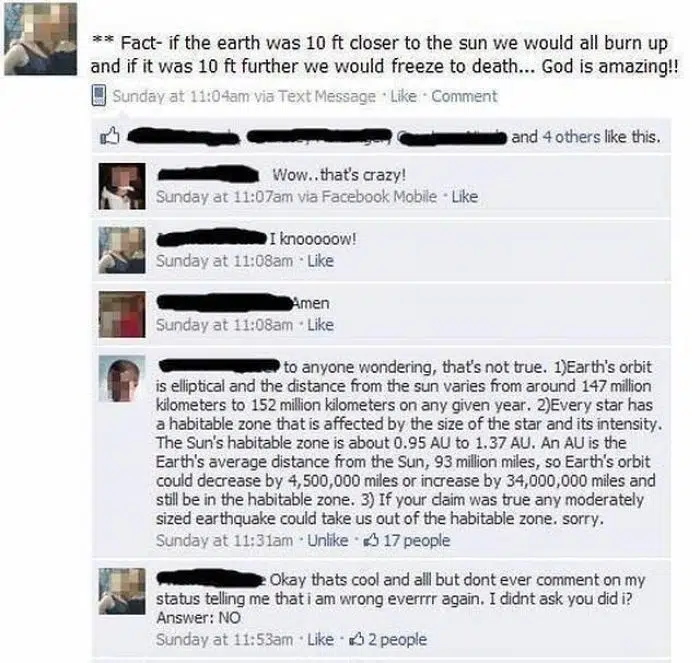 ** Fact- if the earth was 10 ft closer to the sun we would all burn up
and if it was 10 ft further we would freeze to death... God is amazing!!
Sunday at 11:04am via Text Message · Like · Comment
and 4 others like this.
Wow..that's crazy!
Sunday at 11:07am via Facebook Mobile · Like
I knooooow!
Sunday at 11:08am · Like
Amen
Sunday at 11:08am · Like
to anyone wondering, that's not true. 1)Earth's orbit
is elliptical and the distance from the sun varies from around 147 million
kilometers to 152 million kilometers on any given year. 2)Every star has
a habitable zone that is affected by the size of the star and its intensity.
The Sun's habitable zone is about 0.95 AU to 1.37 AU. An AU is the
Earth's average distance from the Sun, 93 million miles, so Earth's orbit
could decrease by 4,500,000 miles or increase by 34,000,000 miles and
still be in the habitable zone. 3) If your claim was true any moderately
sized earthquake could take us out of the habitable zone. sorry.
Sunday at 11:31am · Unlike · 17 people
Okay thats cool and alll but dont ever comment on my
status telling me that i am wrong everrrr again. I didnt ask you did i?
Answer: NO
Sunday at 11:53am · Like · 2 people